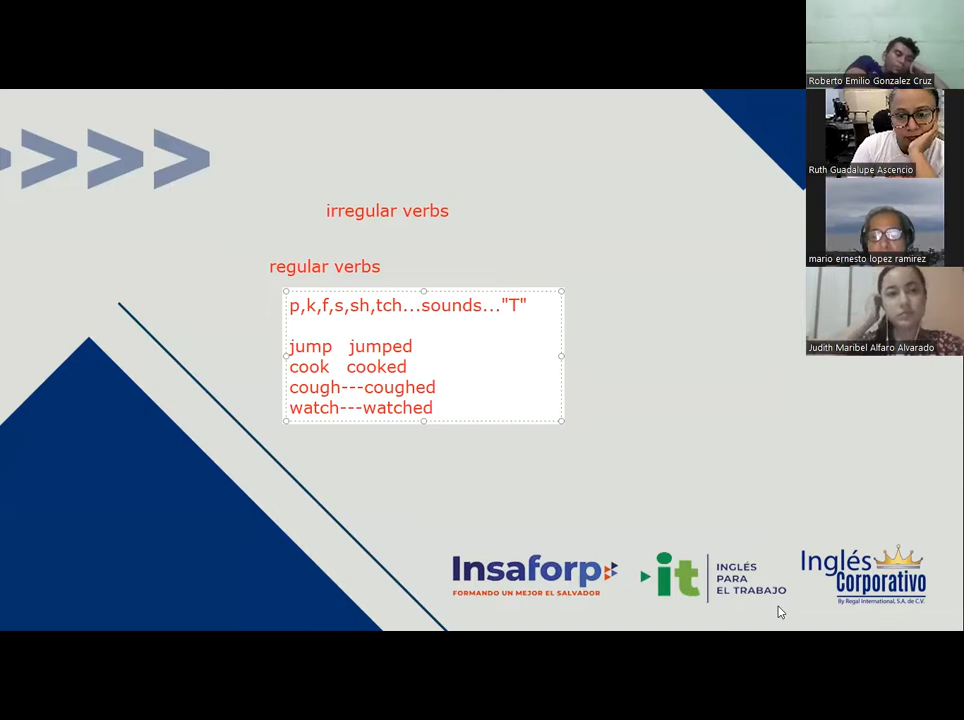 irregular verbs
regular verbs
p,k,f,s,sh,tch...sounds..."T"
jump jumped
cook cooked
cough---coughed
watch---watched
Insaforp
FORMANDO UN MEJOR EL SALVADOR
it
INGLÉS
PARA
EL TRABAJO
Inglés
Corporativo
By Regal International, S.A. de C.V.
Roberto Emilio Gonzalez Cruz
Ruth Guadalupe Ascencio
mario ernesto lopez ramirez
Judith Maribel Alfaro Alvarado